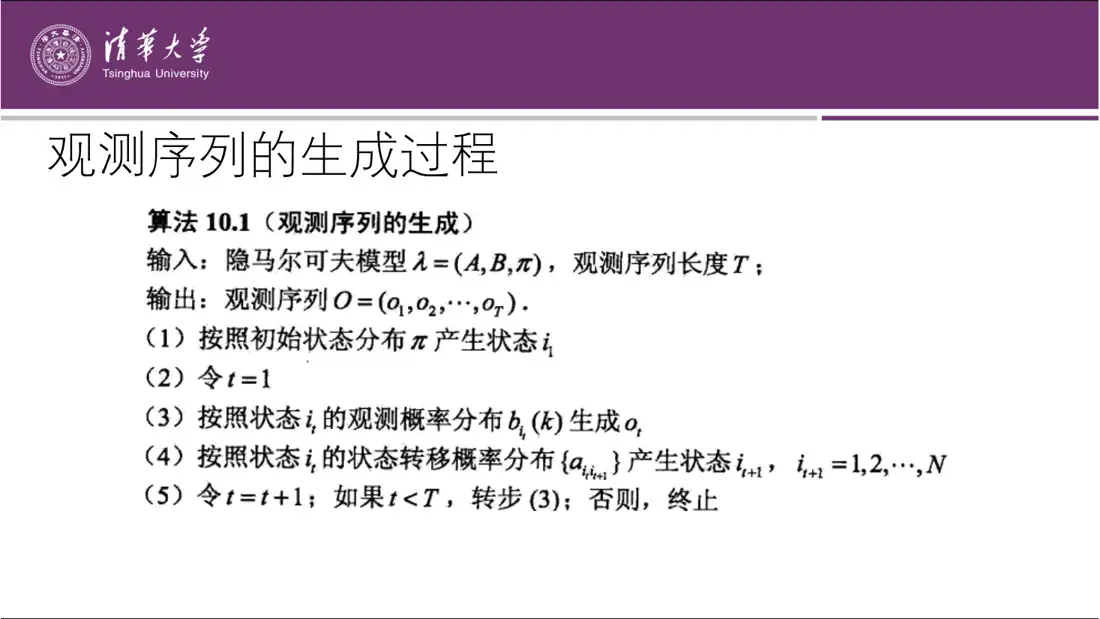 清华大学
Tsinghua University
观测序列的生成过程
算法 10.1（观测序列的生成）
输入：隐马尔可夫模型 λ=(A,B,π)，观测序列长度 T；
输出：观测序列 O=(o₁,o₂,⋯,o_T).
（1）按照初始状态分布 π 产生状态 i₁
（2）令 t=1
（3）按照状态 i_t 的观测概率分布 b_{i_t}(k) 生成 o_t
（4）按照状态 i_t 的状态转移概率分布 {a_{i_t i_{t+1}}} 产生状态 i_{t+1}， i_{t+1}=1,2,⋯,N
（5）令 t=t+1；如果 t<T，转步 (3)；否则，终止